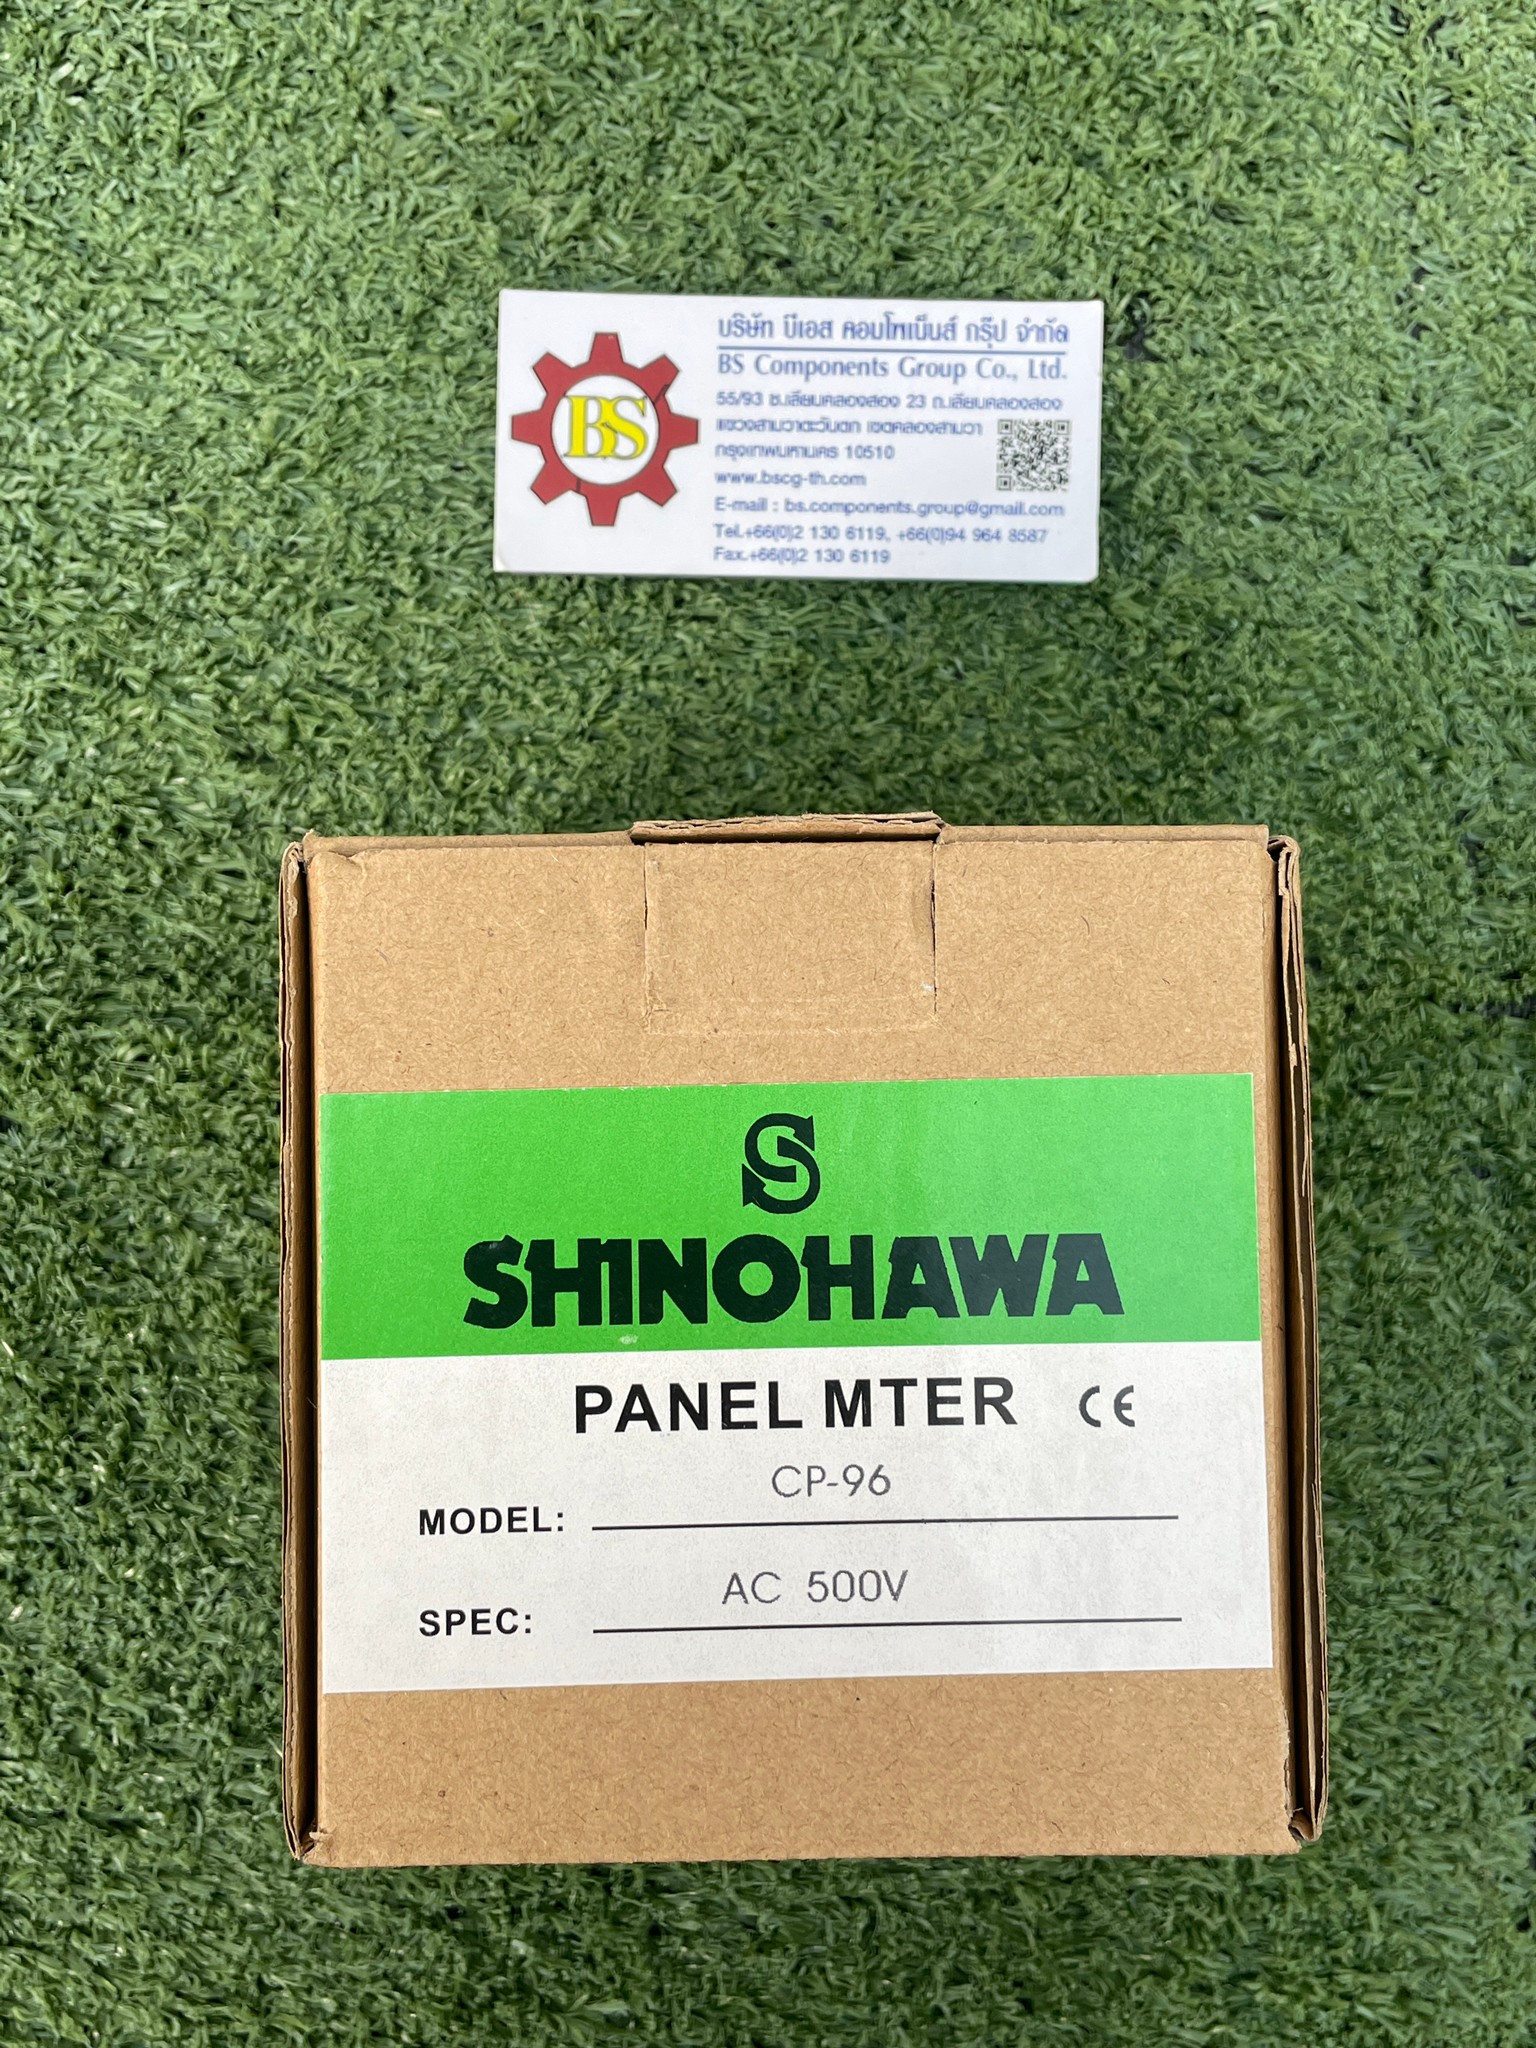 บริษัท บีเอส คอมโพเน็นส์ กรุ๊ป จำกัด
BS Components Group Co., Ltd.
55/93 ซ.เลียบคลองสอง 23 ถ.เลียบคลองสอง
แขวงสามวาตะวันตก เขตคลองสามวา
กรุงเทพมหานคร 10510
www.bscg-th.com
E-mail : bs.components.group@gmail.com
Tel.+66(0)2 130 6119, +66(0)94 964 8587
Fax.+66(0)2 130 6119
BS
SHINOHAWA
PANEL MTER CE
MODEL: CP-96
SPEC: AC 500V